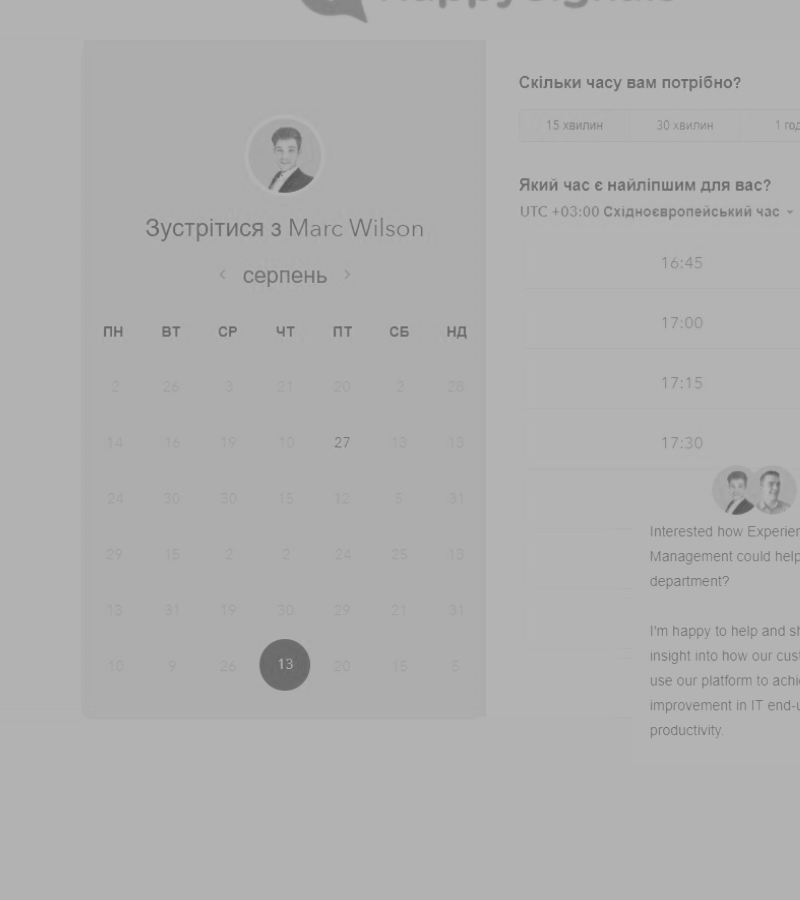 HappySignals
Зустрітися з Marc Wilson
серпень
ПН ВТ СР ЧТ ПТ СБ НД
2 26 3 21 20 2 28
14 16 19 10 27 13 13
24 30 30 15 12 5 31
29 15 2 2 24 25 13
13 31 19 30 29 21 31
10 9 26 13 20 15 5
Скільки часу вам потрібно?
15 хвилин 30 хвилин 1 год
Який час є найліпшим для вас?
UTC +03:00 Східноєвропейський час
16:45
17:00
17:15
17:30
Interested how Experien
Management could help
department?
I'm happy to help and sh
insight into how our cust
use our platform to achie
improvement in IT end-u
productivity.